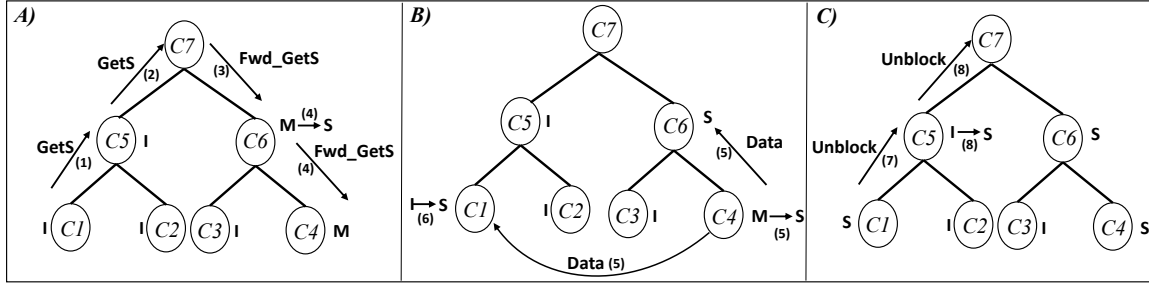 A)
C7
GetS
(2)
(3)
Fwd_GetS
GetS
(1)
C5
I
C6
M → S
(4)
(4)
Fwd_GetS
I
C1
I
C2
C3
I
C4
M
B)
C7
C5
I
C6
S
Data
(5)
I → S
(6)
C1
I
C2
C3
I
C4
M → S
(5)
Data (5)
C)
C7
Unblock
(8)
Unblock
(7)
C5
I → S
(8)
C6
S
S
C1
I
C2
C3
I
C4
S